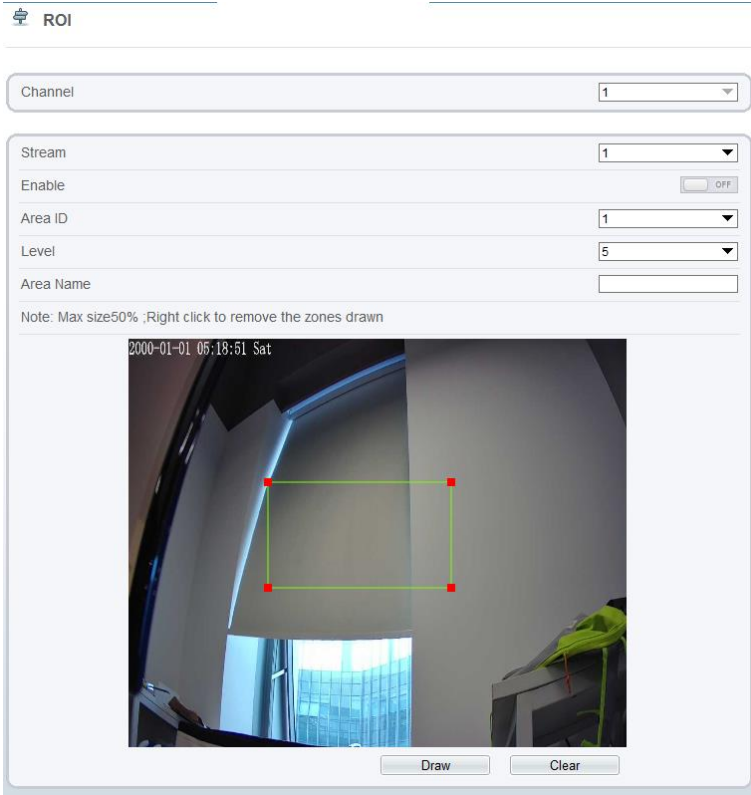 ROI
Channel 1
Stream 1
Enable OFF
Area ID 1
Level 5
Area Name
Note: Max size50% ;Right click to remove the zones drawn
2000-01-01 05:18:51 Sat
Draw Clear